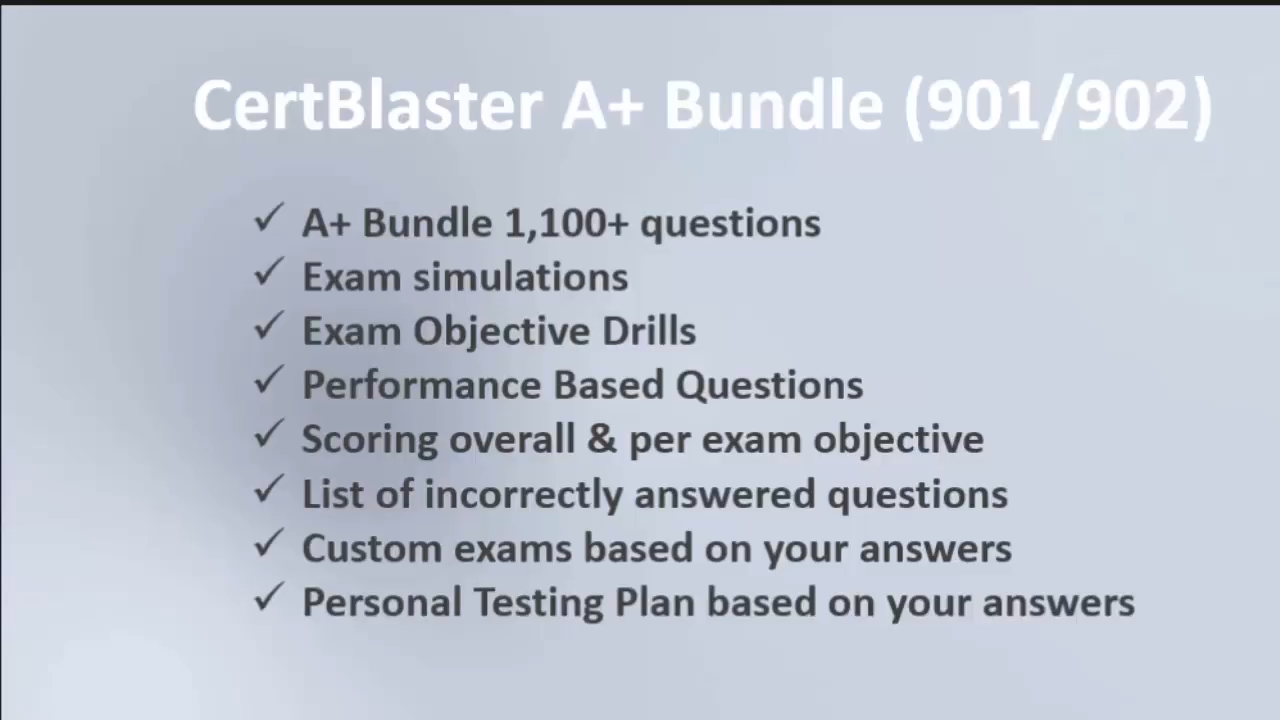 CertBlaster A+ Bundle (901/902)
✓ A+ Bundle 1,100+ questions
✓ Exam simulations
✓ Exam Objective Drills
✓ Performance Based Questions
✓ Scoring overall & per exam objective
✓ List of incorrectly answered questions
✓ Custom exams based on your answers
✓ Personal Testing Plan based on your answers